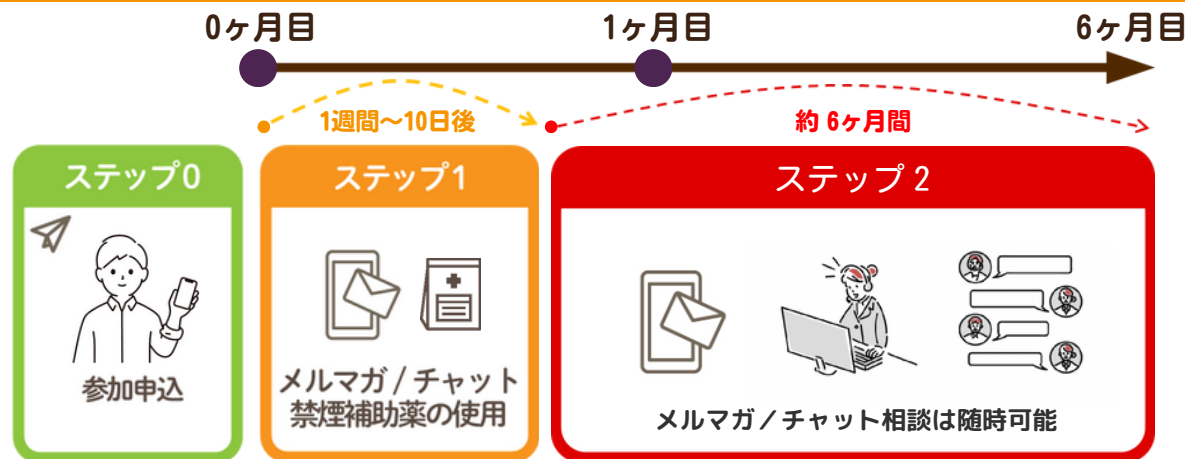 0ヶ月目
1ヶ月目
6ヶ月目
1週間～10日後
約 6ヶ月間
ステップ0
参加申込
ステップ1
メルマガ / チャット
禁煙補助薬の使用
ステップ 2
メルマガ / チャット相談は随時可能